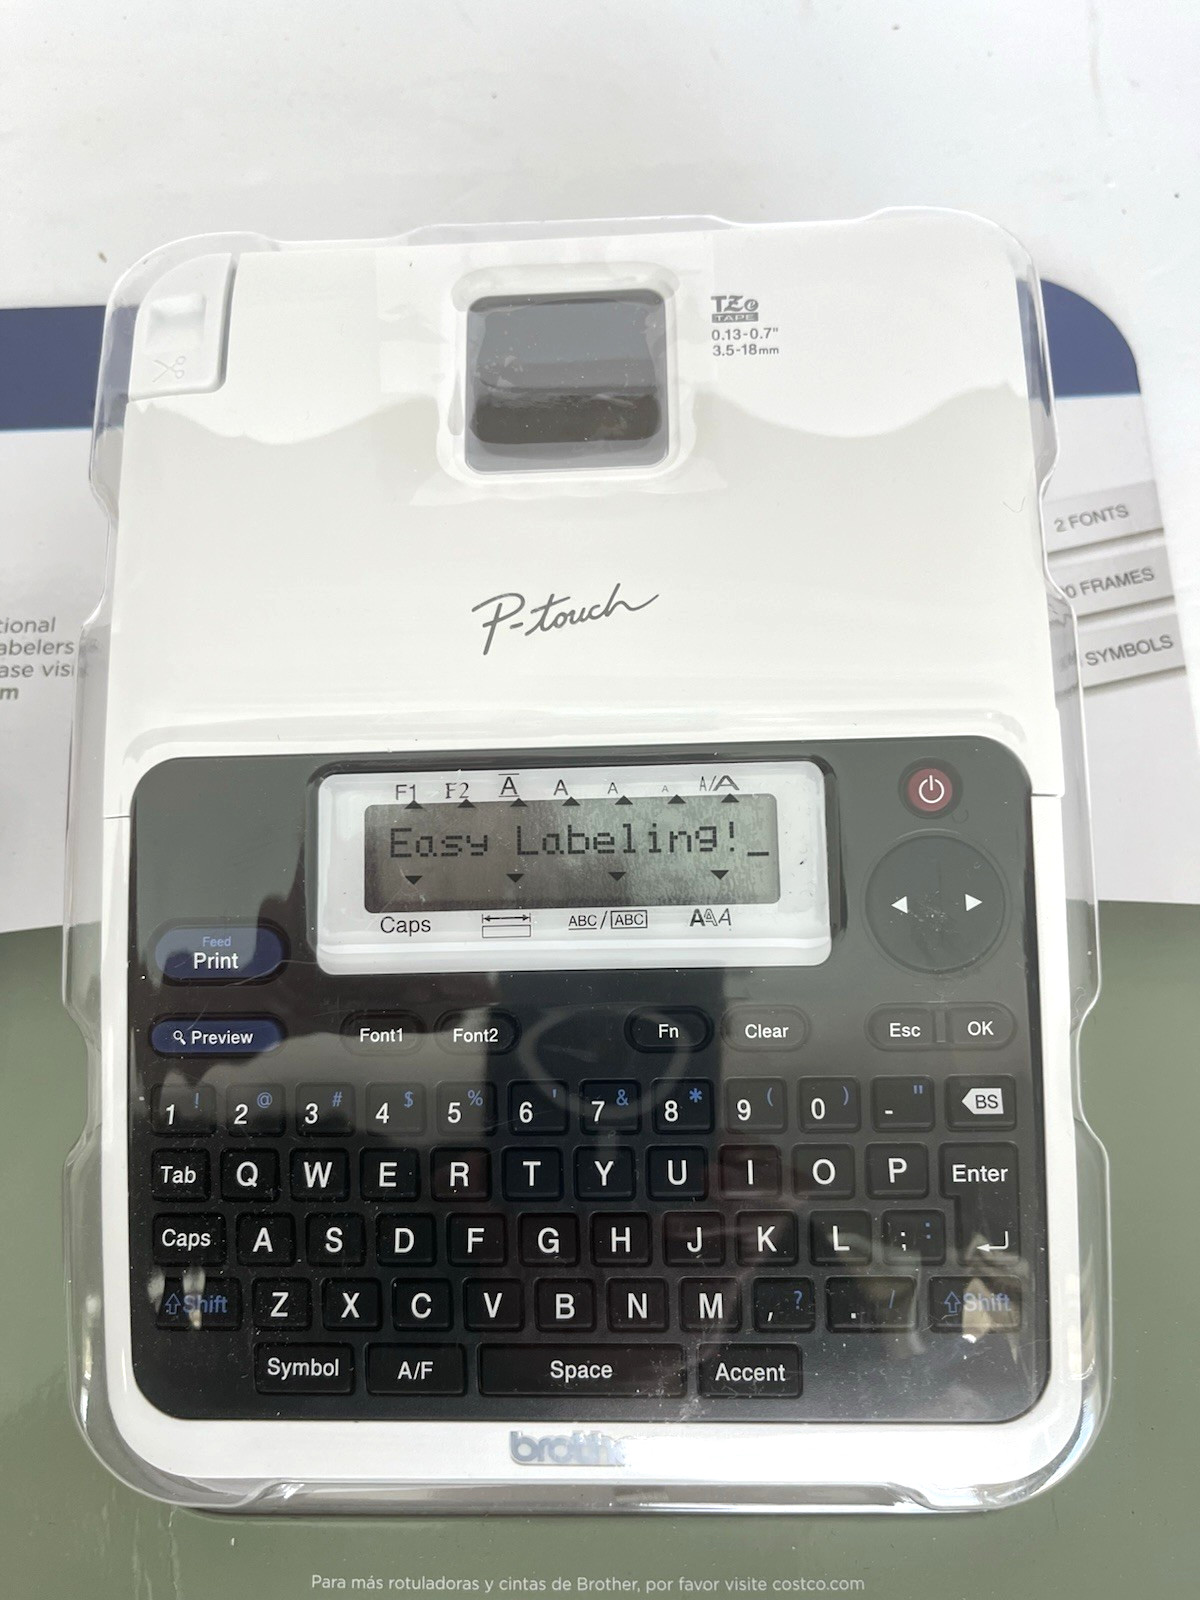 TZe
TAPE
0.13-0.7"
3.5-18mm
2 FONTS
FRAMES
SYMBOLS
P-touch
F1 F2 A A A A A/A
Easy Labeling!_
Caps ABC/ABC AAA
Feed
Print
Preview Font1 Font2 Fn Clear Esc OK
1 ! 2 @ 3 # 4 $ 5 % 6 ' 7 & 8 * 9 ( 0 ) - " BS
Tab Q W E R T Y U I O P Enter
Caps A S D F G H J K L ; :
Shift Z X C V B N M , ? . / Shift
Symbol A/F Space Accent
Para más rotuladoras y cintas de Brother, por favor visite costco.com